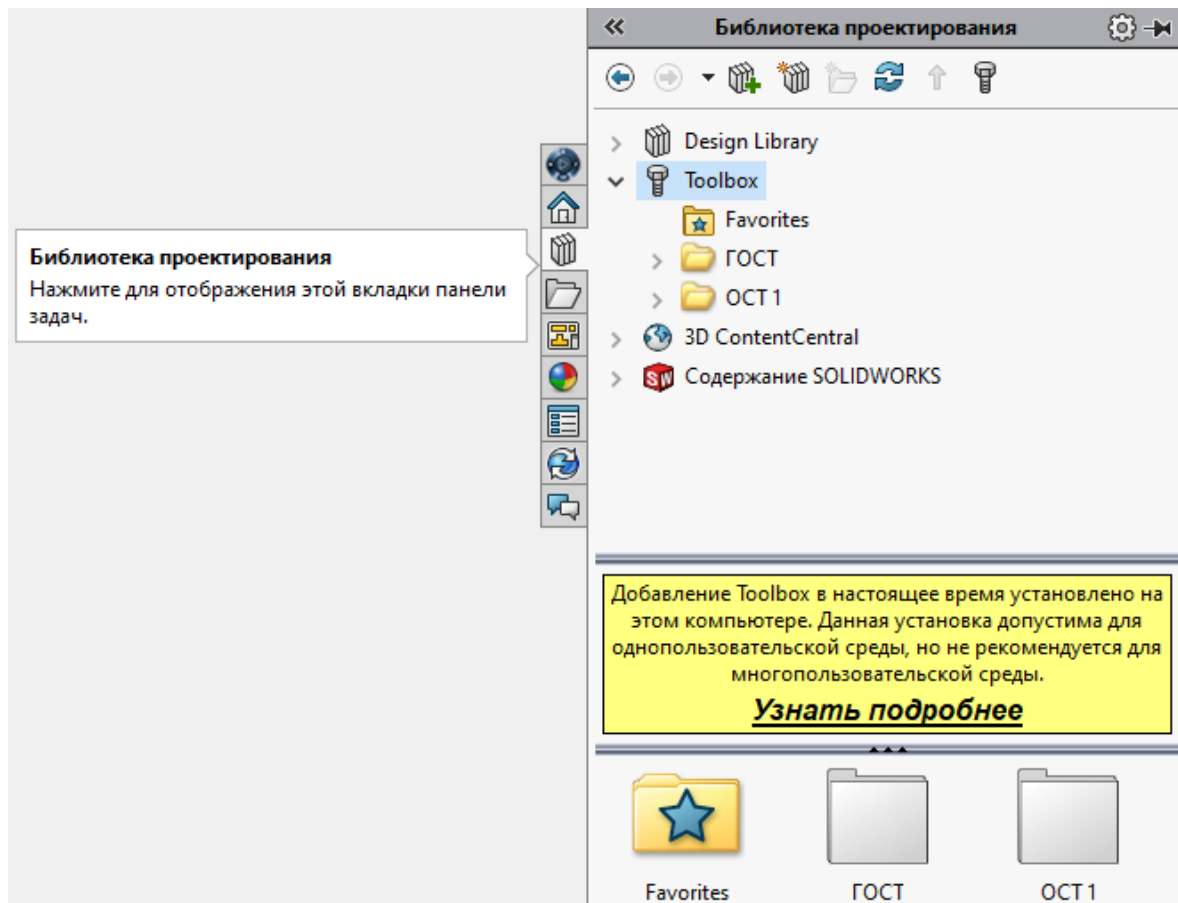 Библиотека проектирования
Design Library
Toolbox
Favorites
ГОСТ
ОСТ 1
3D ContentCentral
SW Содержание SOLIDWORKS
Библиотека проектирования
Нажмите для отображения этой вкладки панели
задач.
Добавление Toolbox в настоящее время установлено на
этом компьютере. Данная установка допустима для
однопользовательской среды, но не рекомендуется для
многопользовательской среды.
Узнать подробнее
Favorites ГОСТ ОСТ 1